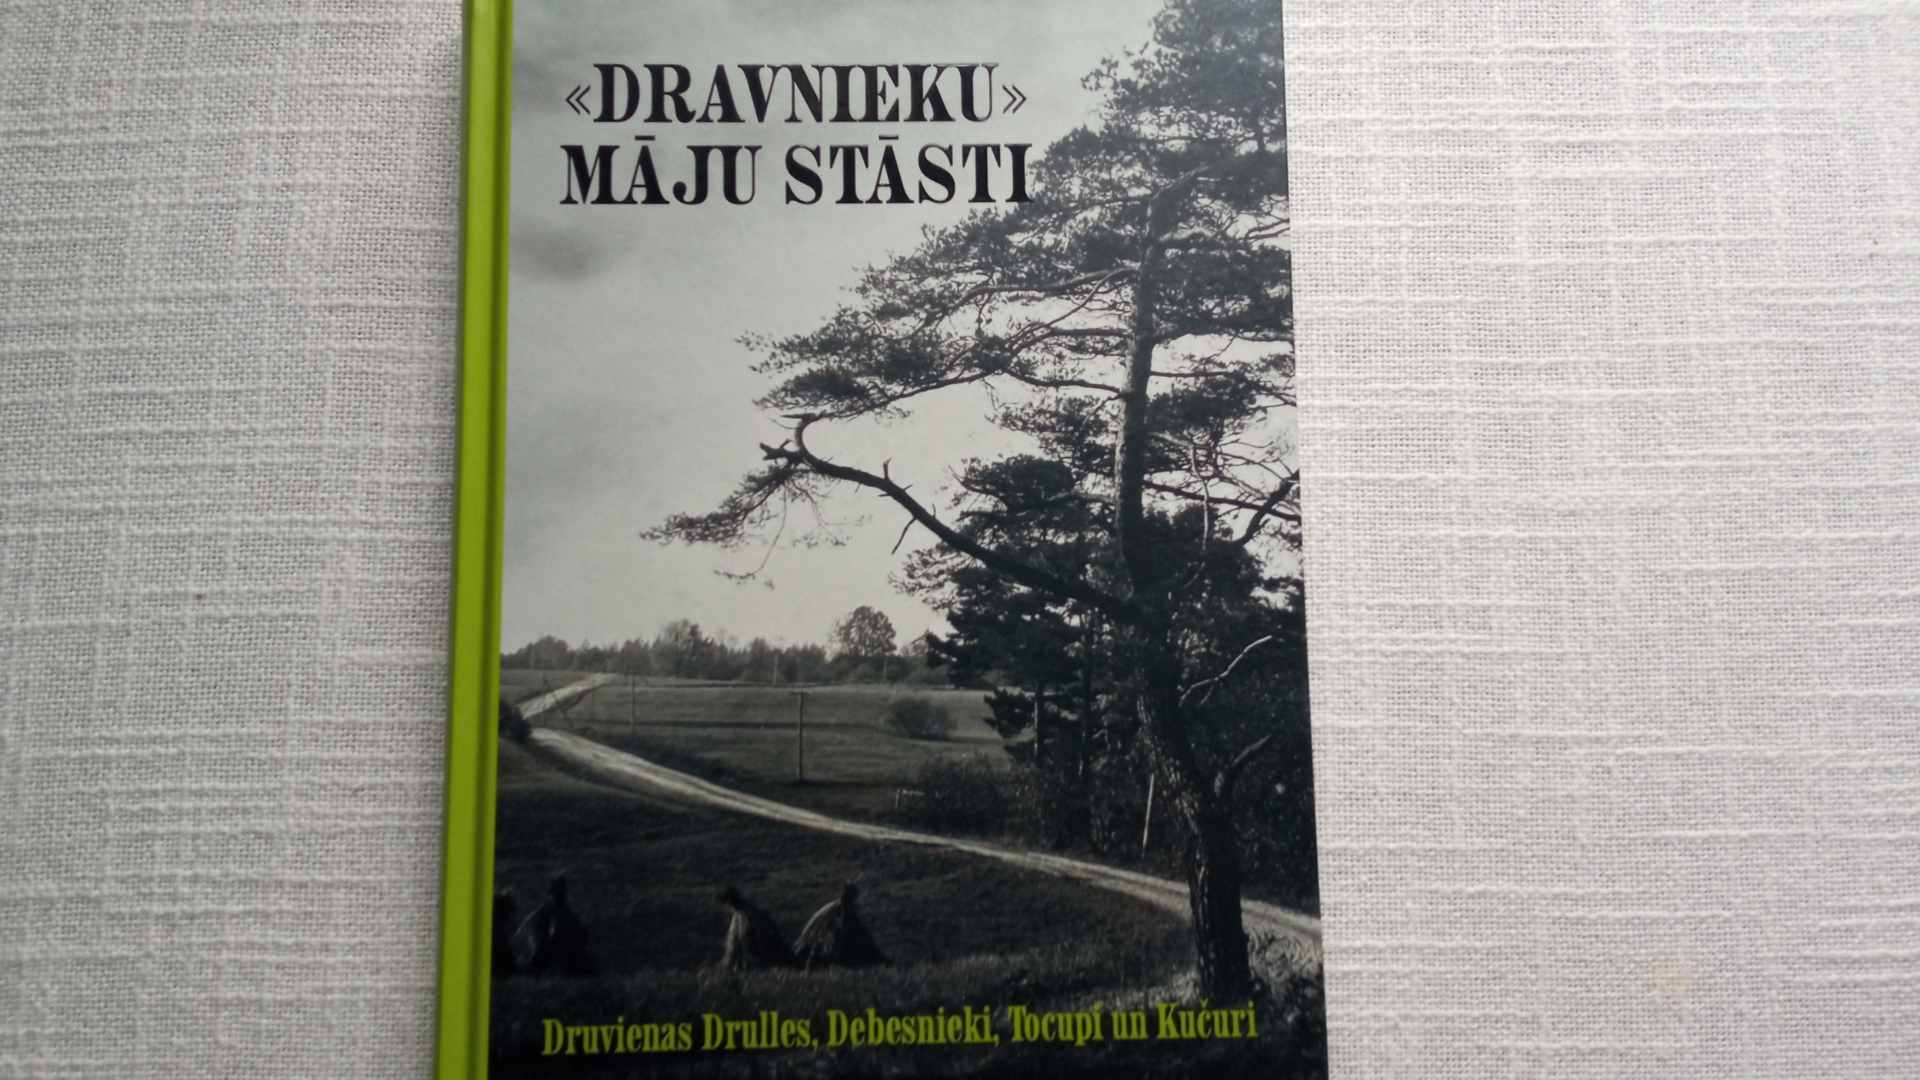 «DRAVNIEKU»
MĀJU STĀSTI
Druvienas Drulles, Debesnieki, Tocupi un Kučuri